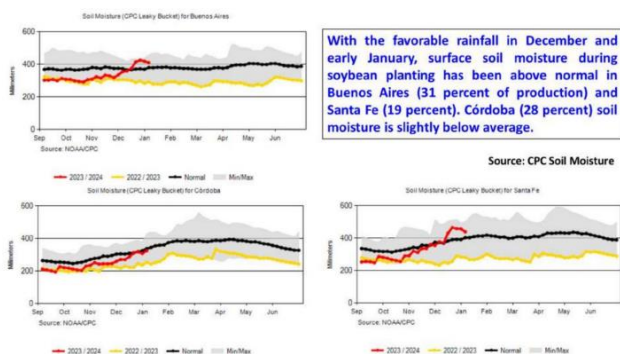 Soil Moisture (CPC Leaky Bucket) for Buenos Aires
600
400
200
0
Millimeters
Sep Oct Nov Dec Jan Feb Mar Apr May Jun
Source: NOAA/CPC
2023 / 2024 2022 / 2023 Normal Min/Max
With the favorable rainfall in December and
early January, surface soil moisture during
soybean planting has been above normal in
Buenos Aires (31 percent of production) and
Santa Fe (19 percent). Córdoba (28 percent) soil
moisture is slightly below average.
Source: CPC Soil Moisture
Soil Moisture (CPC Leaky Bucket) for Córdoba
600
400
200
0
Millimeters
Sep Oct Nov Dec Jan Feb Mar Apr May Jun
Source: NOAA/CPC
2023 / 2024 2022 / 2023 Normal Min/Max
Soil Moisture (CPC Leaky Bucket) for Santa Fe
600
400
200
0
Millimeters
Sep Oct Nov Dec Jan Feb Mar Apr May Jun
Source: NOAA/CPC
2023 / 2024 2022 / 2023 Normal Min/Max